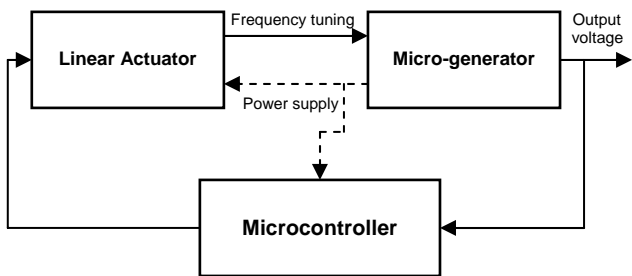 Frequency tuning
Output
voltage
Linear Actuator
Micro-generator
Power supply
Microcontroller